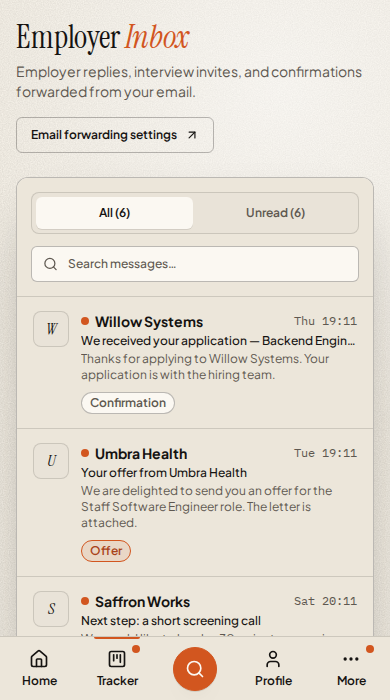 Employer Inbox
Employer replies, interview invites, and confirmations
forwarded from your email.
Email forwarding settings
All (6)
Unread (6)
Search messages…
W
Willow Systems
Thu 19:11
We received your application — Backend Engin…
Thanks for applying to Willow Systems. Your
application is with the hiring team.
Confirmation
U
Umbra Health
Tue 19:11
Your offer from Umbra Health
We are delighted to send you an offer for the
Staff Software Engineer role. The letter is
attached.
Offer
S
Saffron Works
Sat 20:11
Next step: a short screening call
Home
Tracker
Profile
More